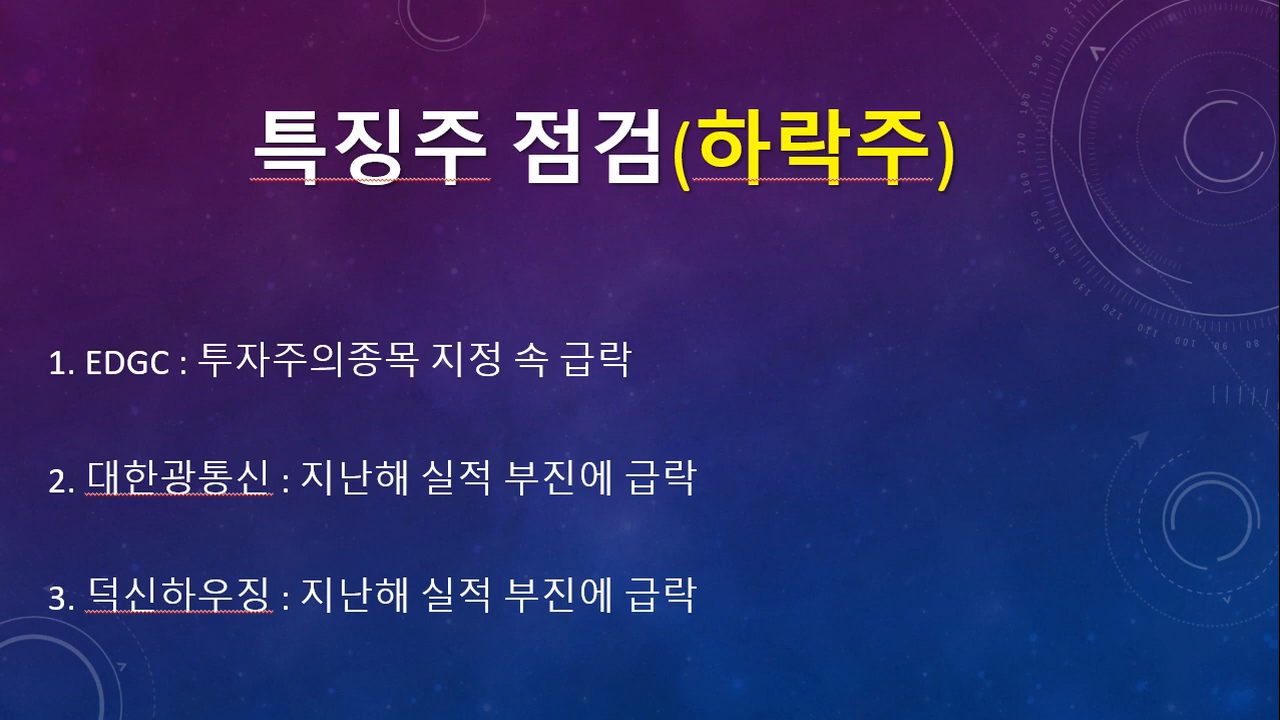 특징주 점검(하락주)
1. EDGC : 투자주의종목 지정 속 급락
2. 대한광통신 : 지난해 실적 부진에 급락
3. 덕신하우징 : 지난해 실적 부진에 급락